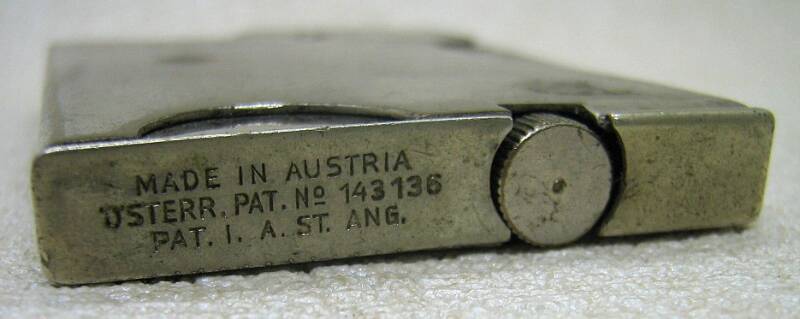 MADE IN AUSTRIA
ÖSTERR. PAT. Nº 143136
PAT. I. A. ST. ANG.